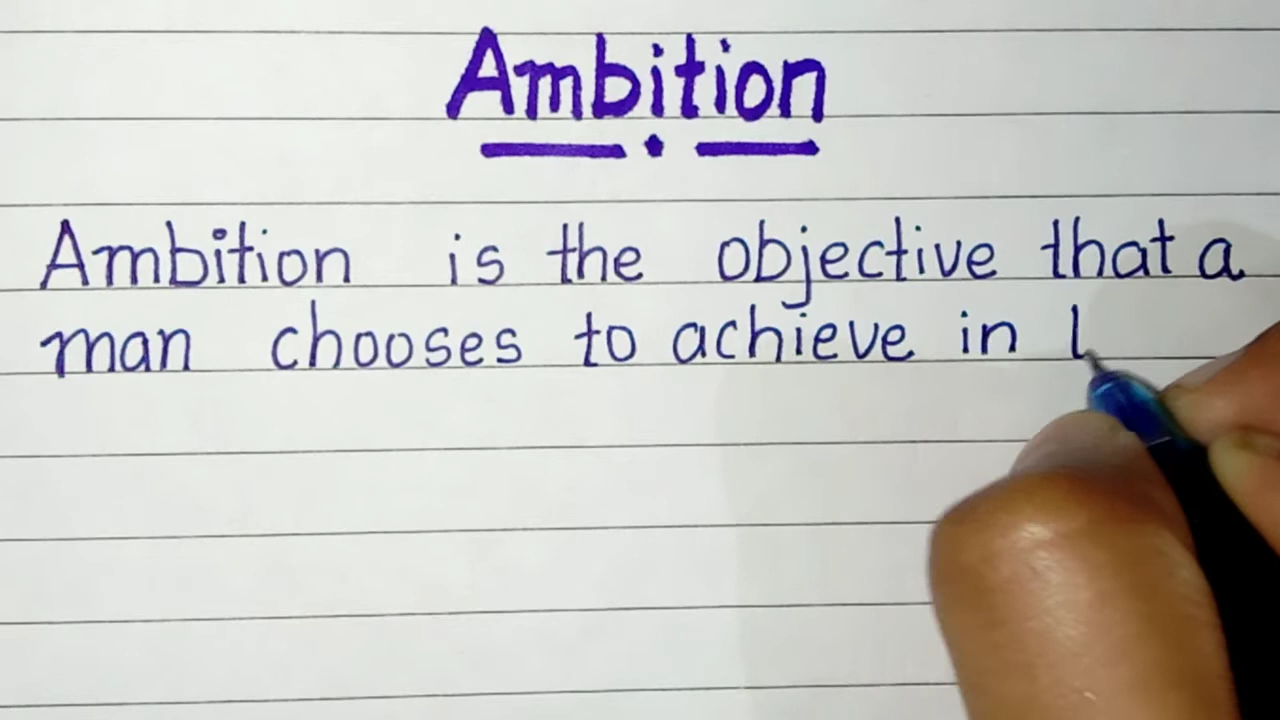 Ambition
Ambition is the objective that a
man chooses to achieve in l